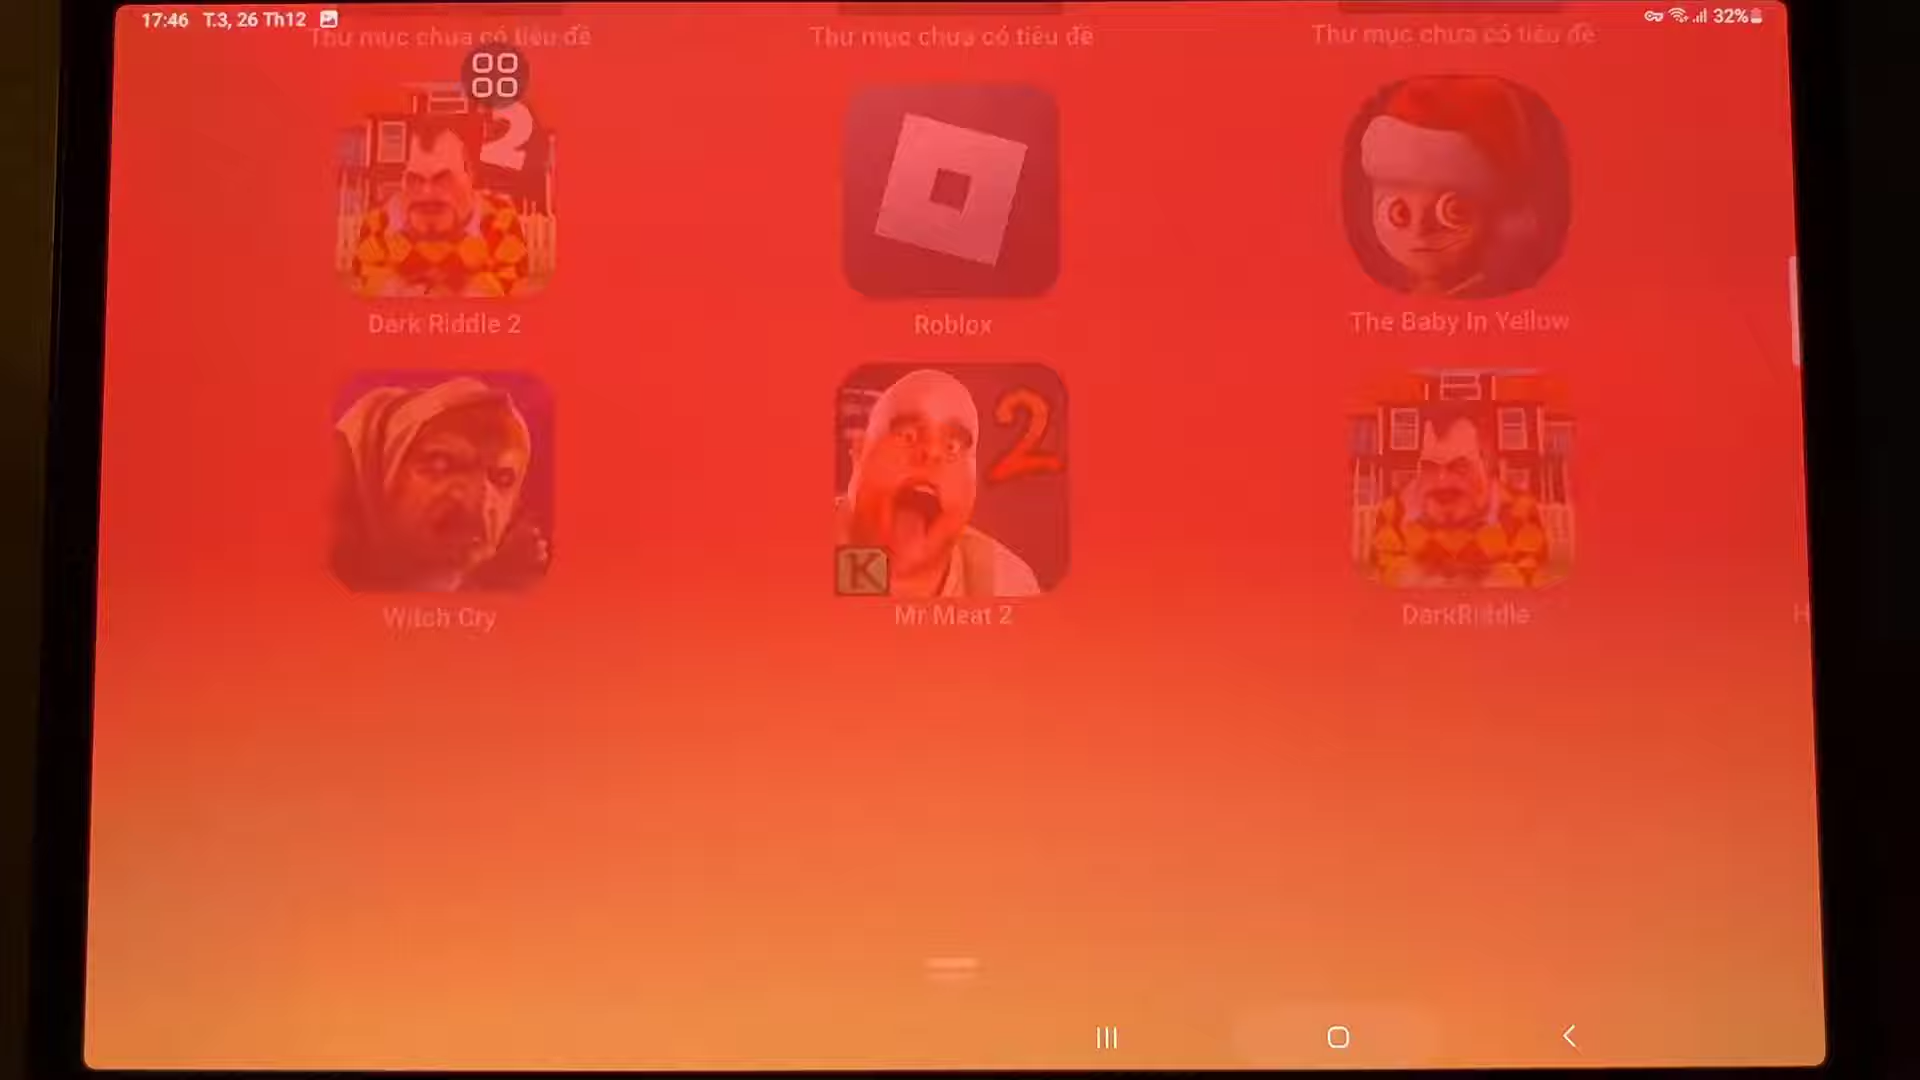 17:46 T.3, 26 Th12 32%
Thư mục chưa có tiêu đề Thư mục chưa có tiêu đề Thư mục chưa có tiêu đề
2
Dark Riddle 2 Roblox The Baby In Yellow
2
K
Witch Cry Mr Meat 2 DarkRiddle H